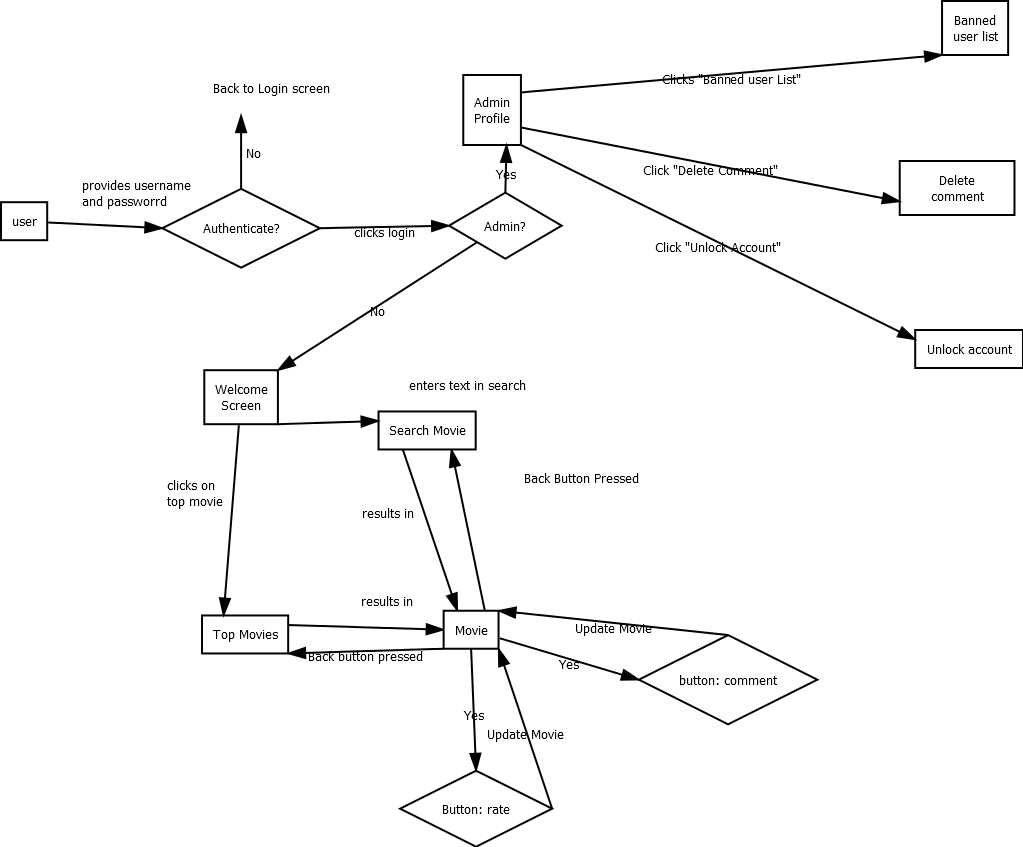 Banned
user list
Clicks "Banned user List"
Back to Login screen
Admin
Profile
No
Click "Delete Comment"
Yes
Delete
comment
provides username
and passworrd
user
Authenticate?
clicks login
Admin?
Click "Unlock Account"
No
Unlock account
Welcome
Screen
enters text in search
Search Movie
clicks on
top movie
Back Button Pressed
results in
results in
Top Movies
Movie
Update Movie
Back button pressed
Yes
button: comment
Yes
Update Movie
Button: rate